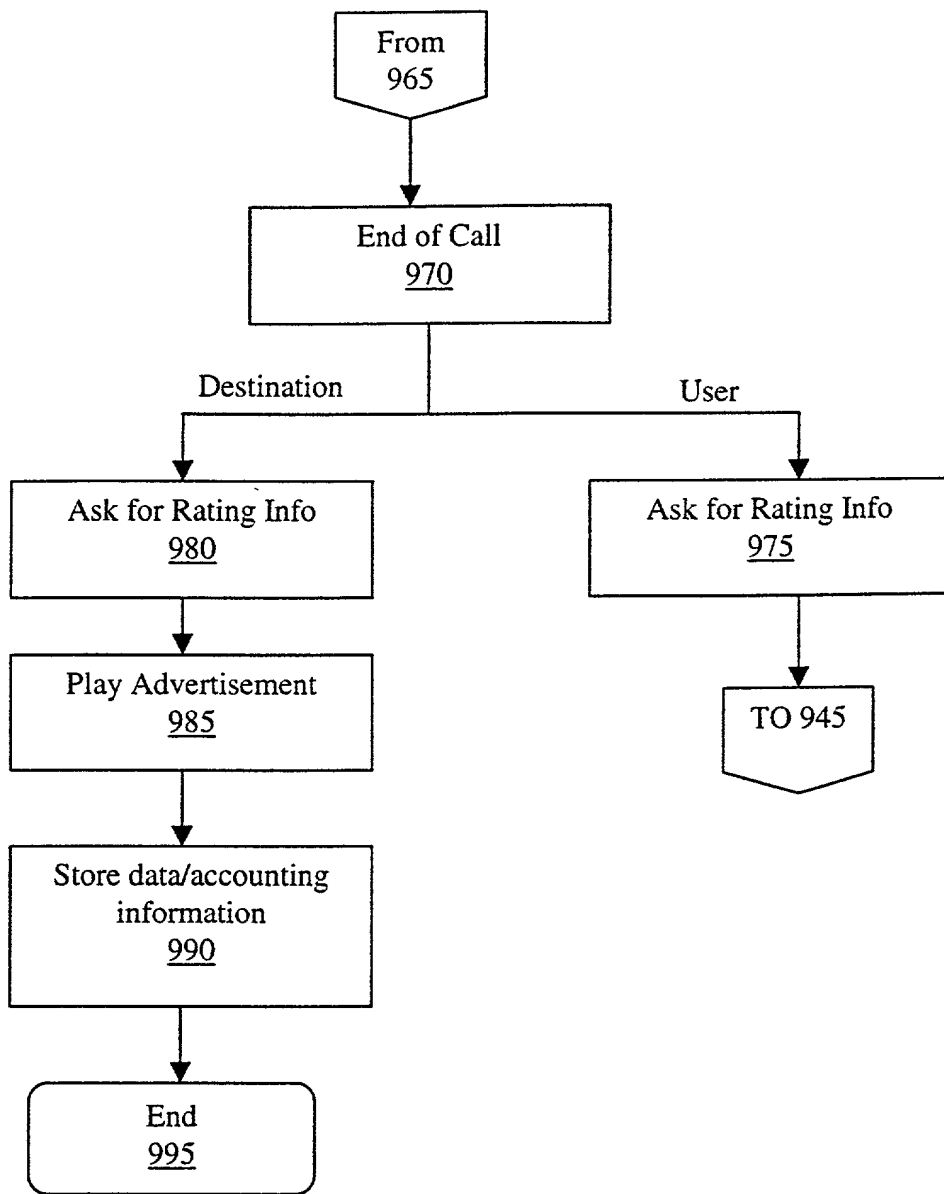 From
965
End of Call
970
Destination
User
Ask for Rating Info
980
Ask for Rating Info
975
Play Advertisement
985
TO 945
Store data/accounting
information
990
End
995